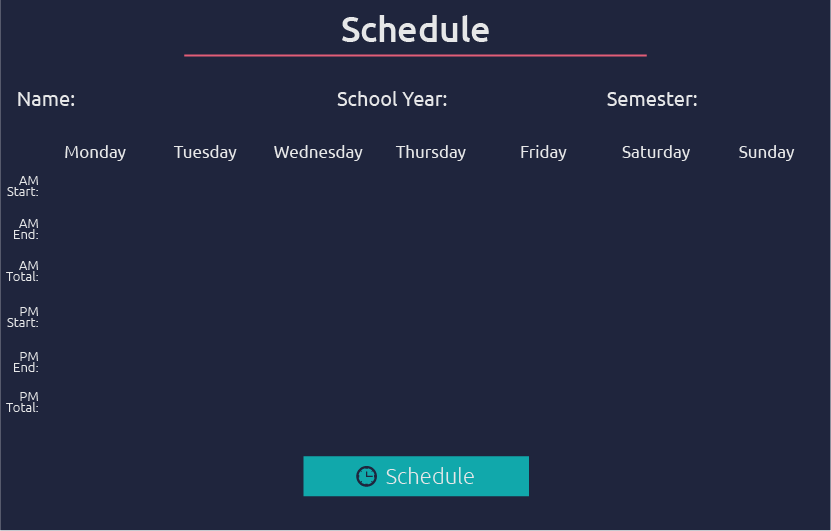 Schedule
Name: School Year: Semester:
Monday Tuesday Wednesday Thursday Friday Saturday Sunday
AM
Start:
AM
End:
AM
Total:
PM
Start:
PM
End:
PM
Total:
Schedule